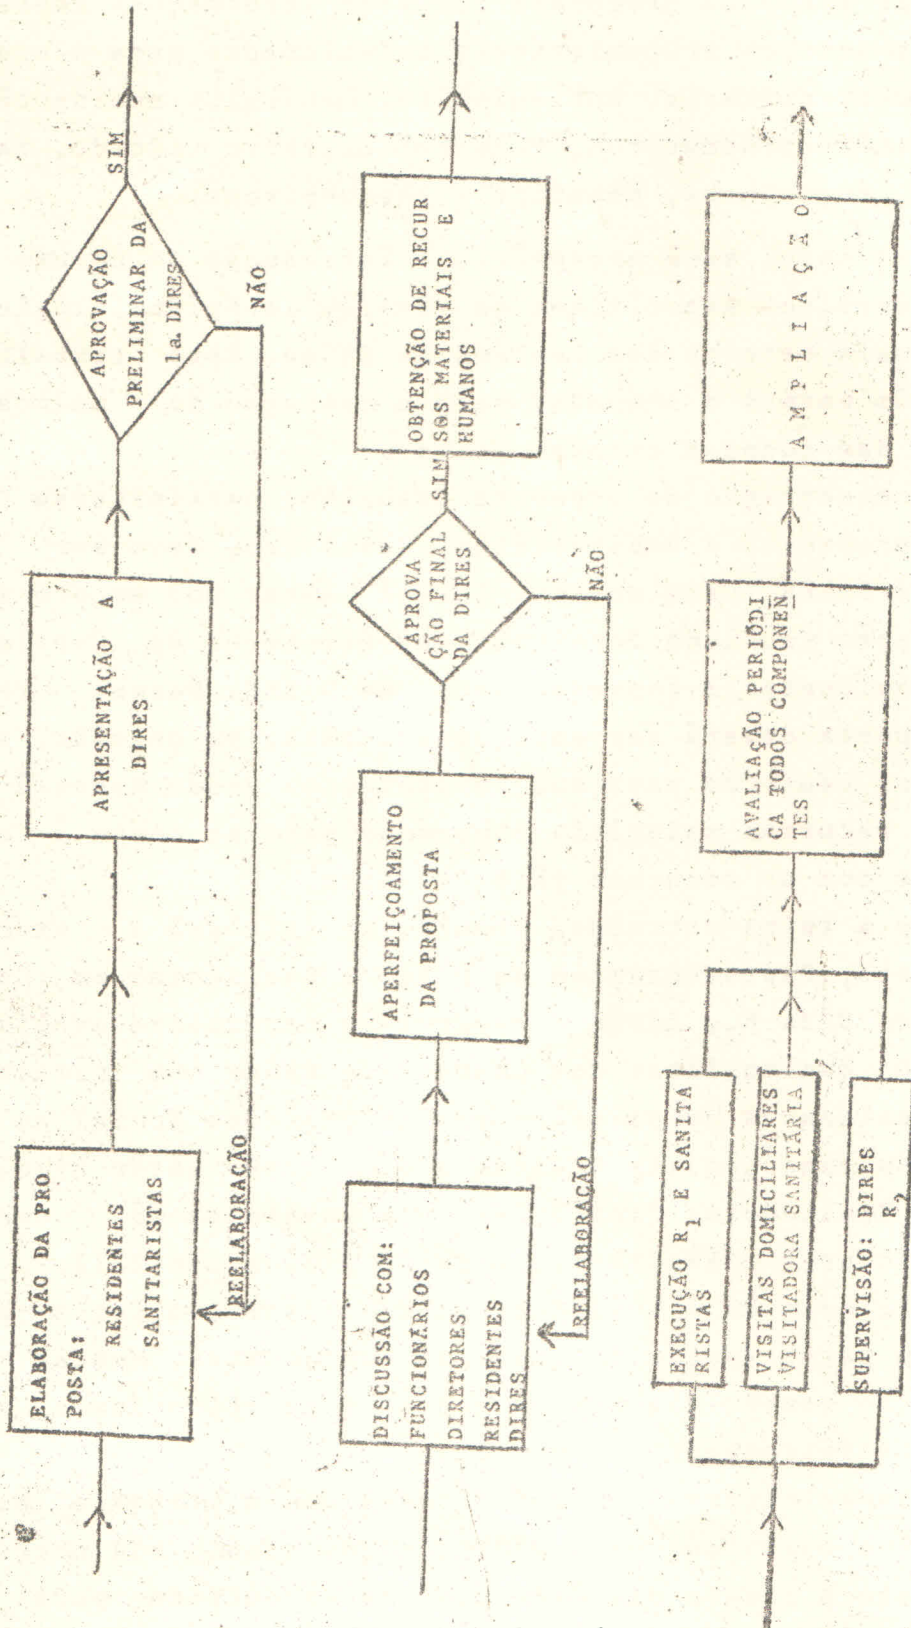 ELABORAÇÃO DA PRO
POSTA:
RESIDENTES
SANITARISTAS
REELABORAÇÃO
APRESENTAÇÃO A
DIRES
APROVAÇÃO
PRELIMINAR DA
1a. DIRES
SIM
NÃO
DISCUSSÃO COM:
FUNCIONÁRIOS
DIRETORES
RESIDENTES
DIRES
REELABORAÇÃO
APERFEIÇOAMENTO
DA PROPOSTA
APROVA
ÇÃO FINAL
DA DIRES
SIM
NÃO
OBTENÇÃO DE RECUR
SOS MATERIAIS E
HUMANOS
EXECUÇÃO R1 E SANITA
RISTAS
VISITAS DOMICILIARES
VISITADORA SANITÁRIA
SUPERVISÃO: DIRES
R2
AVALIAÇÃO PERIÓDI
CA TODOS COMPONEN
TES
A M P L I A Ç Ã O